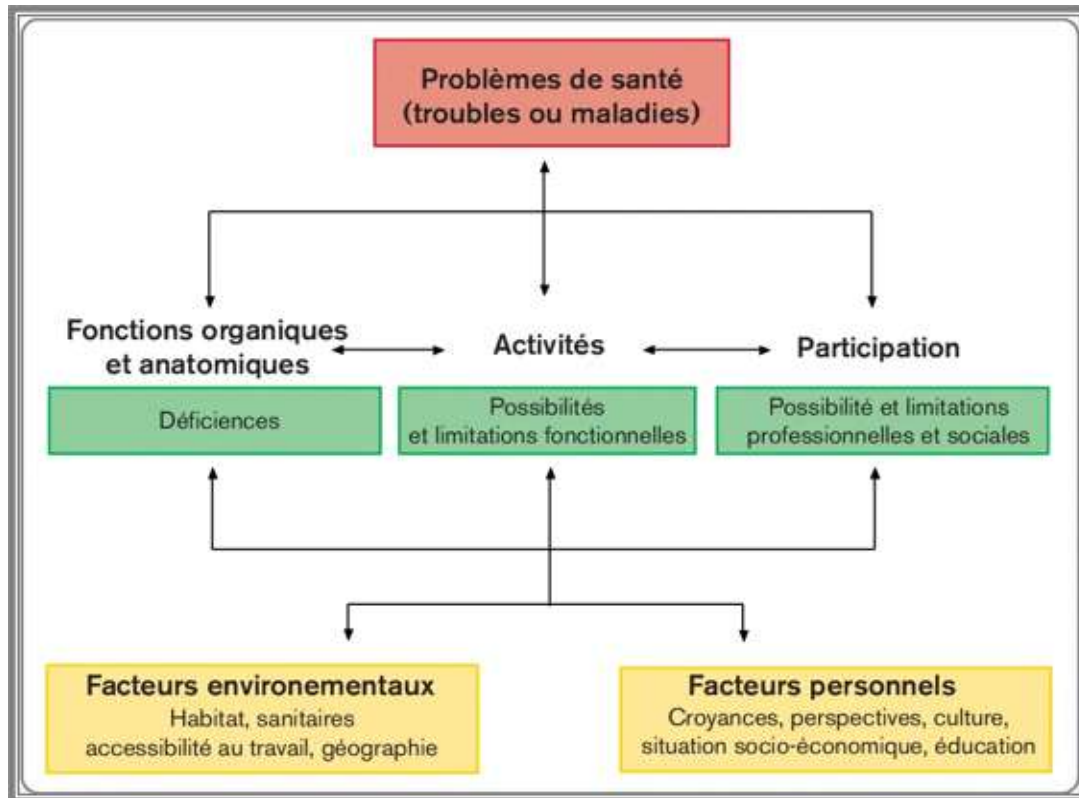 Problèmes de santé
(troubles ou maladies)
Fonctions organiques
et anatomiques
Activités
Participation
Déficiences
Possibilités
et limitations fonctionnelles
Possibilité et limitations
professionnelles et sociales
Facteurs environementaux
Habitat, sanitaires
accessibilité au travail, géographie
Facteurs personnels
Croyances, perspectives, culture,
situation socio-économique, éducation